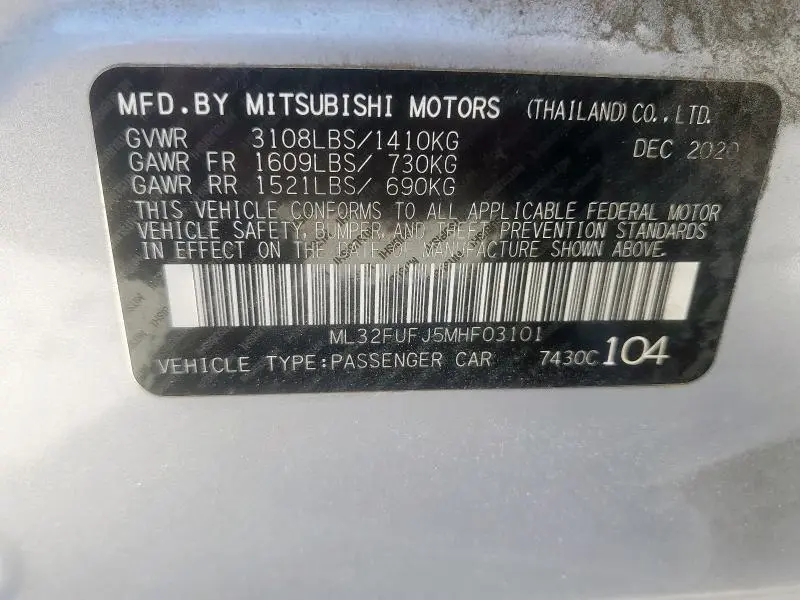 MFD.BY MITSUBISHI MOTORS (THAILAND)CO.,LTD.
GVWR 3108LBS/1410KG DEC 2020
GAWR FR 1609LBS/ 730KG
GAWR RR 1521LBS/ 690KG
THIS VEHICLE CONFORMS TO ALL APPLICABLE FEDERAL MOTOR
VEHICLE SAFETY, BUMPER, AND THEFT PREVENTION STANDARDS
IN EFFECT ON THE DATE OF MANUFACTURE SHOWN ABOVE.
ML32FUFJ5MHF03101
VEHICLE TYPE:PASSENGER CAR 7430C 104